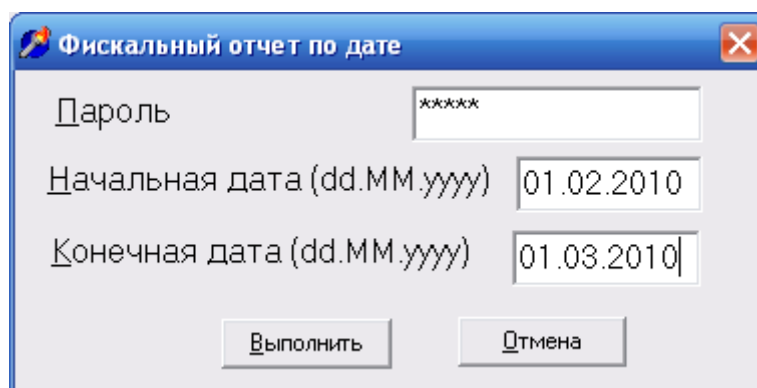 Фискальный отчет по дате
Пароль *****
Начальная дата (dd.MM.yyyy) 01.02.2010
Конечная дата (dd.MM.yyyy) 01.03.2010
Выполнить Отмена